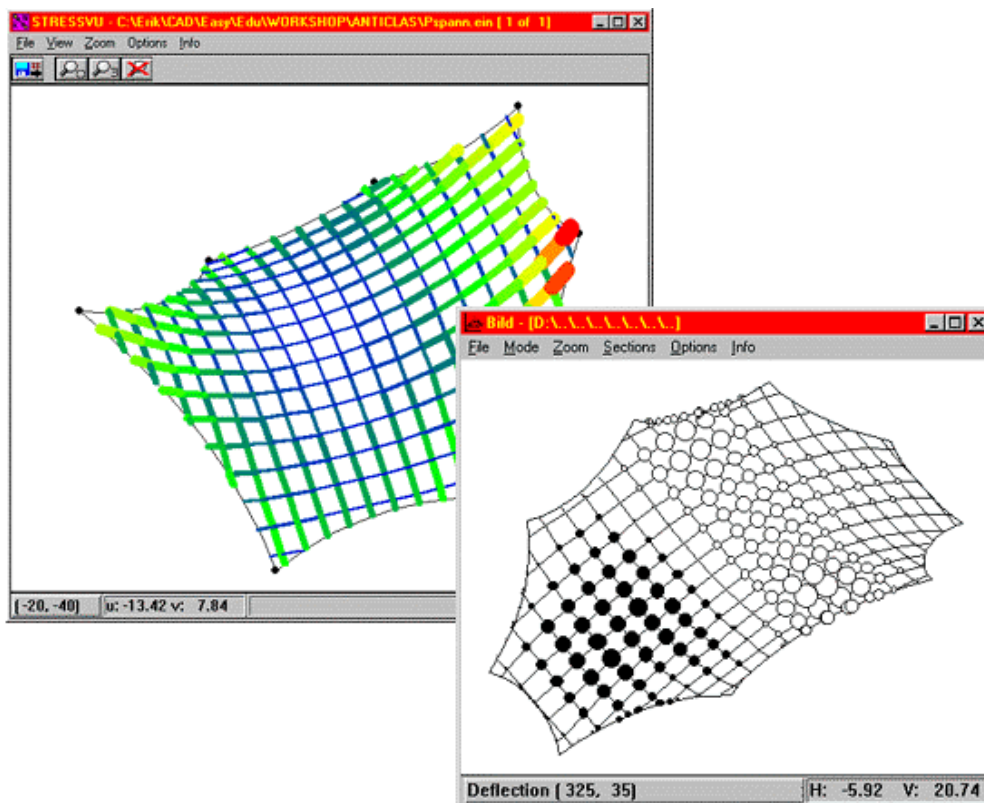 STRESSVU - C:\Erik\CAD\Easy\Edu\WORKSHOP\ANTICLAS\Pspann.ein [ 1 of 1 ]
File View Zoom Options Info
(-20, -40) u: -13.42 v: 7.84
Bild - [D:\..\..\..\..\..\..\..\..]
File Mode Zoom Sections Options Info
Deflection ( 325, 35) H: -5.92 V: 20.74